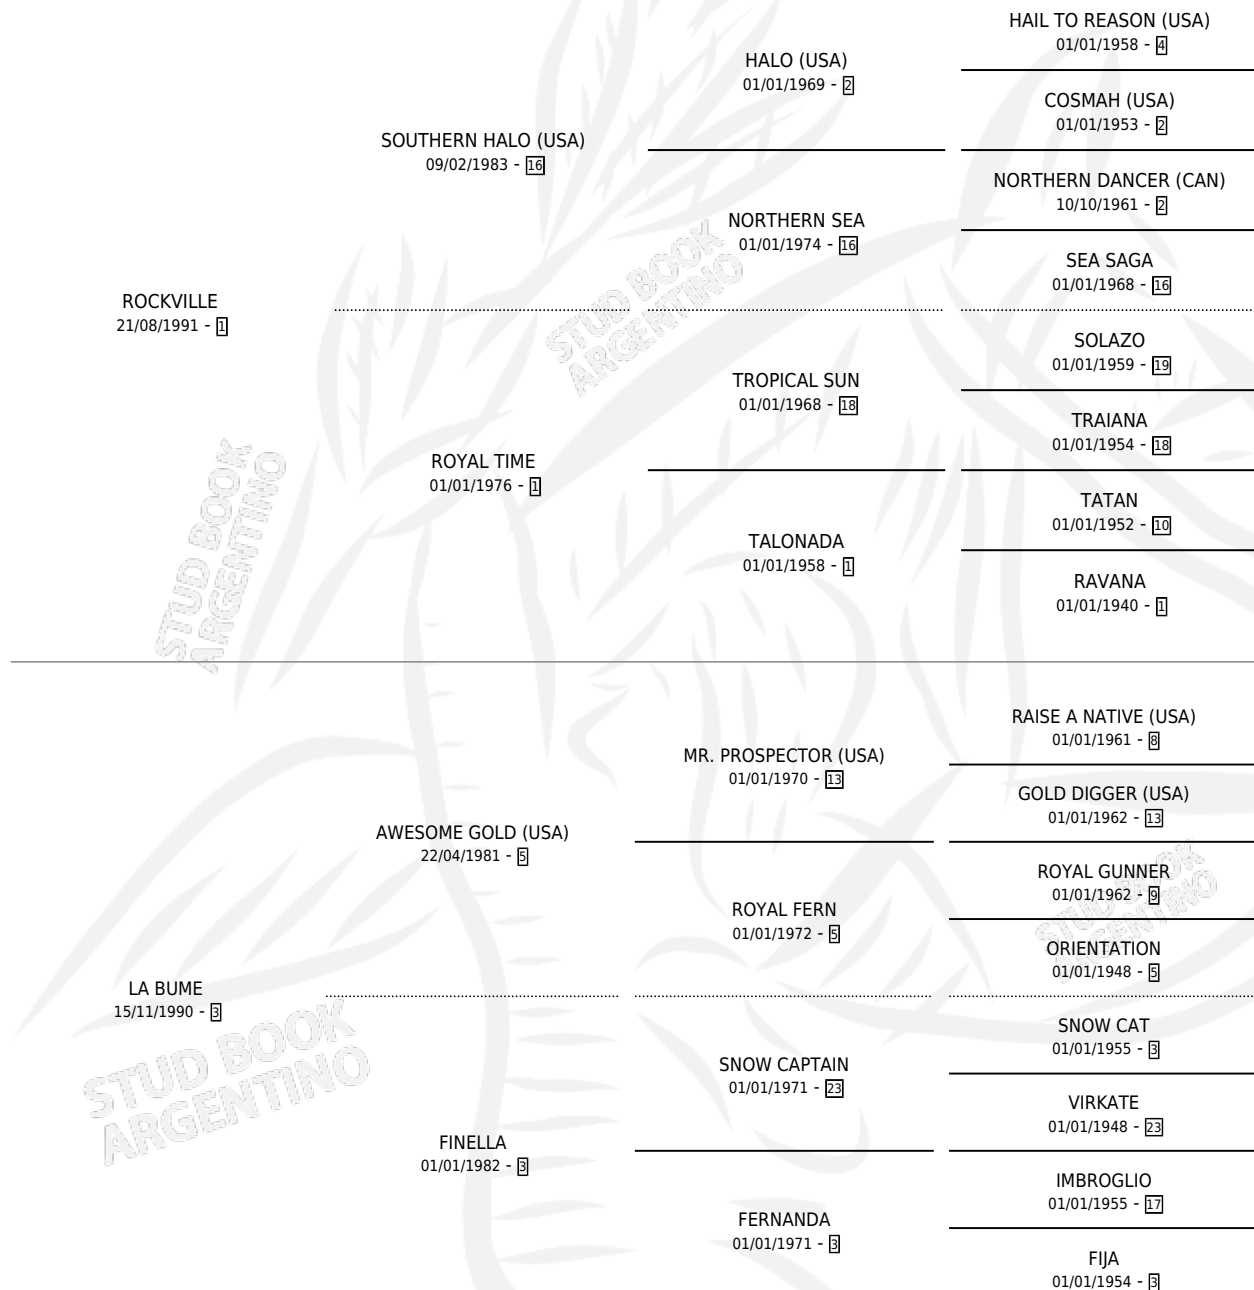 HAIL TO REASON (USA)
01/01/1958 - 4
HALO (USA)
01/01/1969 - 2
COSMAH (USA)
01/01/1953 - 2
SOUTHERN HALO (USA)
09/02/1983 - 16
NORTHERN DANCER (CAN)
10/10/1961 - 2
NORTHERN SEA
01/01/1974 - 16
SEA SAGA
01/01/1968 - 16
ROCKVILLE
21/08/1991 - 1
SOLAZO
01/01/1959 - 19
TROPICAL SUN
01/01/1968 - 18
TRAIANA
01/01/1954 - 18
ROYAL TIME
01/01/1976 - 1
TATAN
01/01/1952 - 10
TALONADA
01/01/1958 - 1
RAVANA
01/01/1940 - 1
STUD BOOK
ARGENTINO
STUD BOOK
ARGENTINO
RAISE A NATIVE (USA)
01/01/1961 - 8
MR. PROSPECTOR (USA)
01/01/1970 - 13
GOLD DIGGER (USA)
01/01/1962 - 13
AWESOME GOLD (USA)
22/04/1981 - 5
ROYAL GUNNER
01/01/1962 - 9
ROYAL FERN
01/01/1972 - 5
ORIENTATION
01/01/1948 - 5
LA BUME
15/11/1990 - 3
SNOW CAT
01/01/1955 - 3
SNOW CAPTAIN
01/01/1971 - 23
VIRKATE
01/01/1948 - 23
FINELLA
01/01/1982 - 3
IMBROGLIO
01/01/1955 - 17
FERNANDA
01/01/1971 - 3
FIJA
01/01/1954 - 3
STUD BOOK
ARGENTINO
STUD BOOK
ARGENTINO